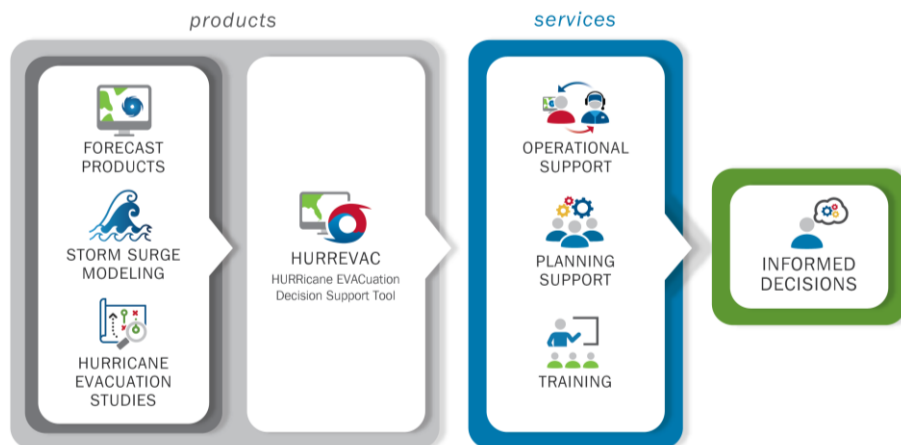 products
FORECAST
PRODUCTS
STORM SURGE
MODELING
HURRICANE
EVACUATION
STUDIES
HURREVAC
HURRicane EVACuation
Decision Support Tool
services
OPERATIONAL
SUPPORT
PLANNING
SUPPORT
TRAINING
INFORMED
DECISIONS